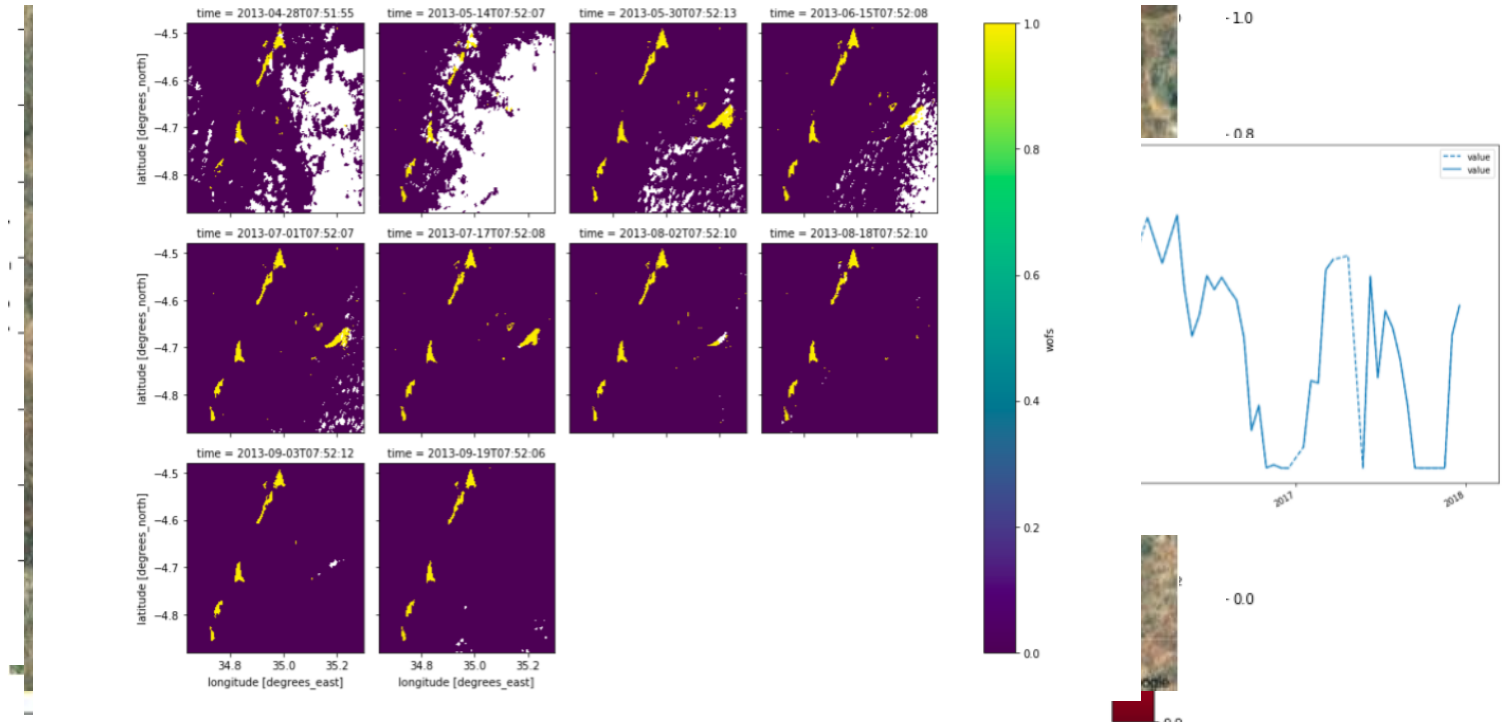 time = 2013-04-28T07:51:55
time = 2013-05-14T07:52:07
time = 2013-05-30T07:52:13
time = 2013-06-15T07:52:08
latitude [degrees_north]
−4.5
−4.6
−4.7
−4.8
time = 2013-07-01T07:52:07
time = 2013-07-17T07:52:08
time = 2013-08-02T07:52:10
time = 2013-08-18T07:52:10
latitude [degrees_north]
−4.5
−4.6
−4.7
−4.8
time = 2013-09-03T07:52:12
time = 2013-09-19T07:52:06
latitude [degrees_north]
−4.5
−4.6
−4.7
−4.8
34.8
35.0
35.2
longitude [degrees_east]
34.8
35.0
35.2
longitude [degrees_east]
1.0
0.8
0.6
0.4
0.2
0.0
wofs
- 1.0
- 0.8
value
value
2017
2018
- 0.0